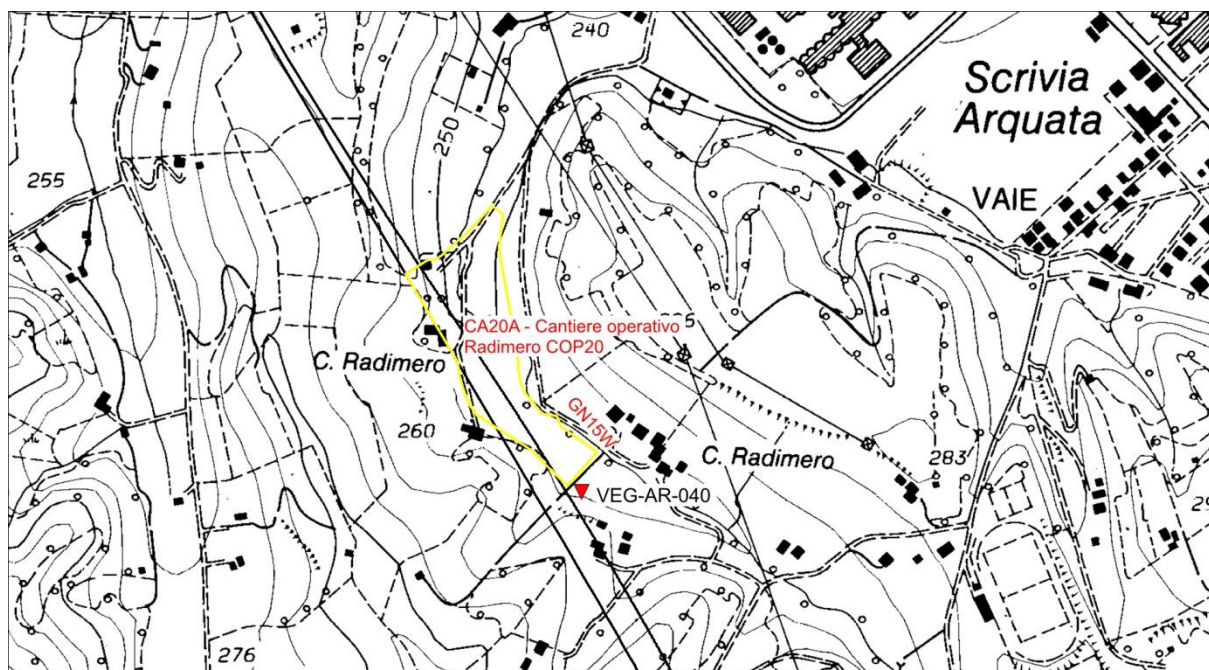 240
Scrivia
Arquata
250
255
VAIE
CA20A - Cantiere operativo
Radimero COP20
C. Radimero
260
GN15W
C. Radimero
283
VEG-AR-040
276